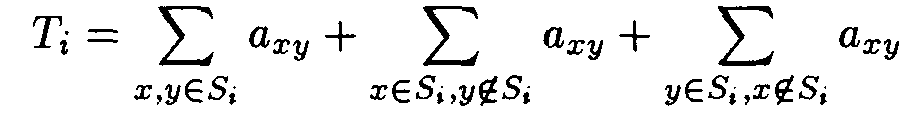 T_i = \sum_{x,y \in S_i} a_{xy} + \sum_{x \in S_i, y \notin S_i} a_{xy} + \sum_{y \in S_i, x \notin S_i} a_{xy}